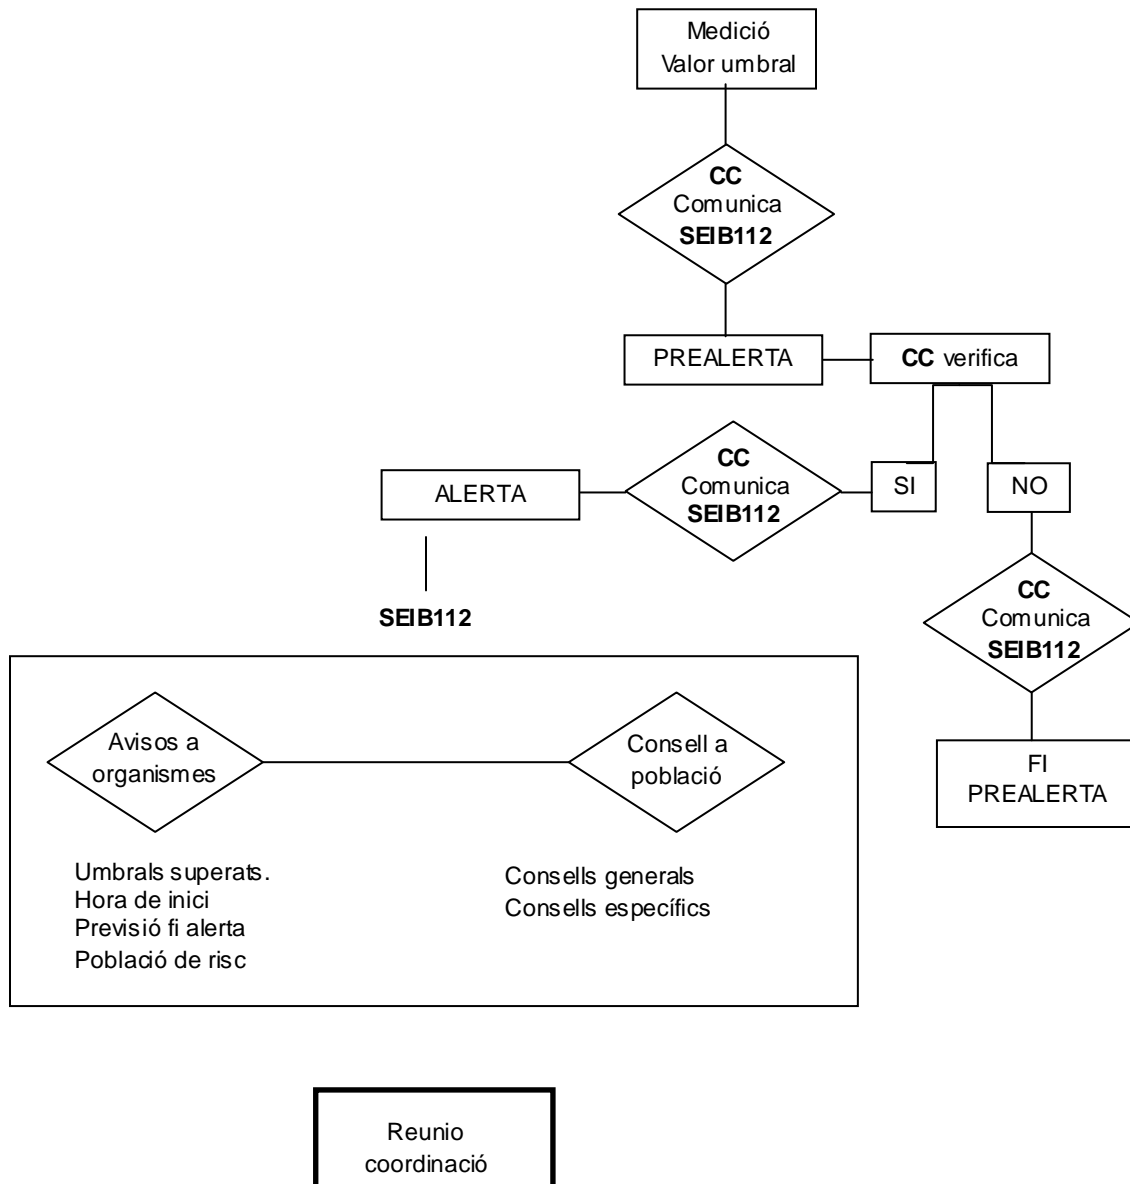 Medició
Valor umbral
CC
Comunica
SEIB112
PREALERTA
CC verifica
ALERTA
CC
Comunica
SEIB112
SI
NO
SEIB112
CC
Comunica
SEIB112
Avisos a
organismes
Consell a
població
FI
PREALERTA
Umbrals superats.
Hora de inici
Previsió fi alerta
Població de risc
Consells generals
Consells específics
Reunio
coordinació